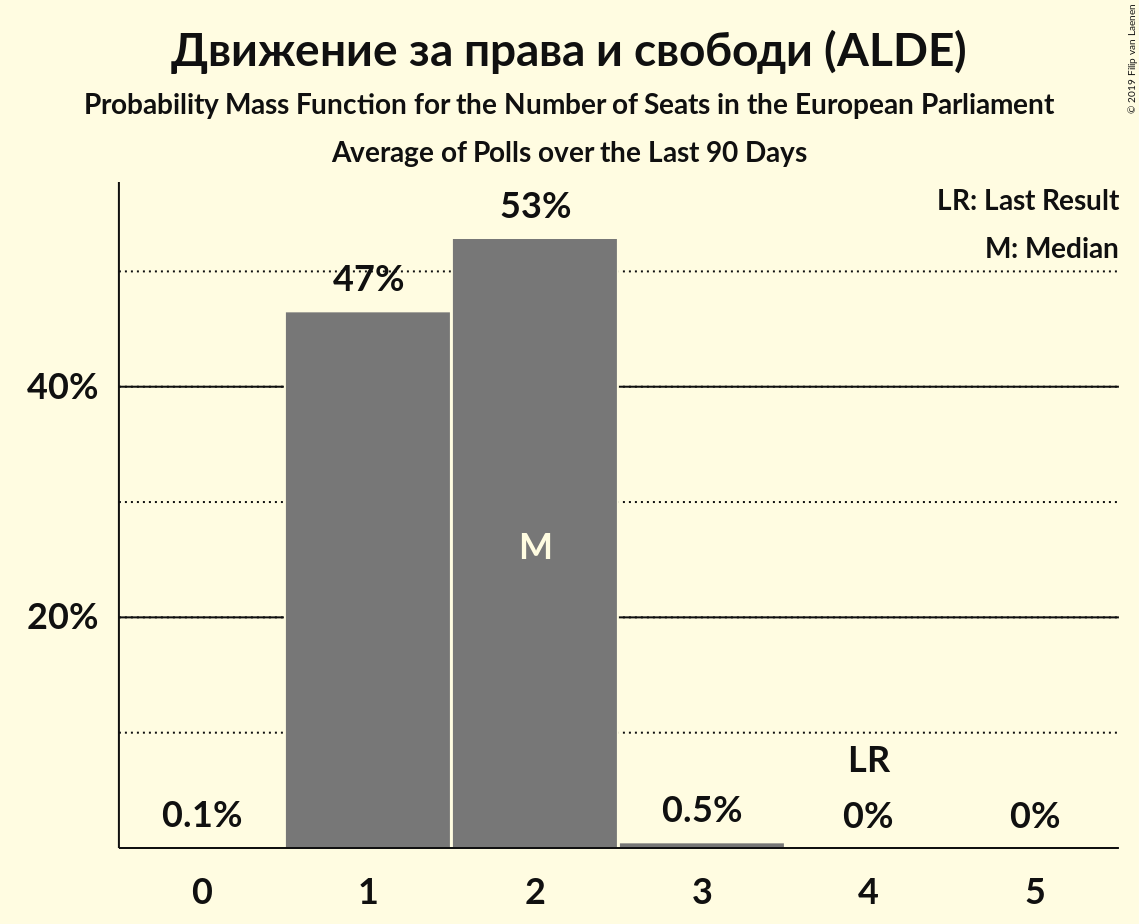 Движение за права и свободи (ALDE)
Probability Mass Function for the Number of Seats in the European Parliament
Average of Polls over the Last 90 Days
© 2019 Filip van Laenen
LR: Last Result
M: Median
53%
47%
40%
M
20%
LR
0.1%
0.5%
0%
0%
0 1 2 3 4 5